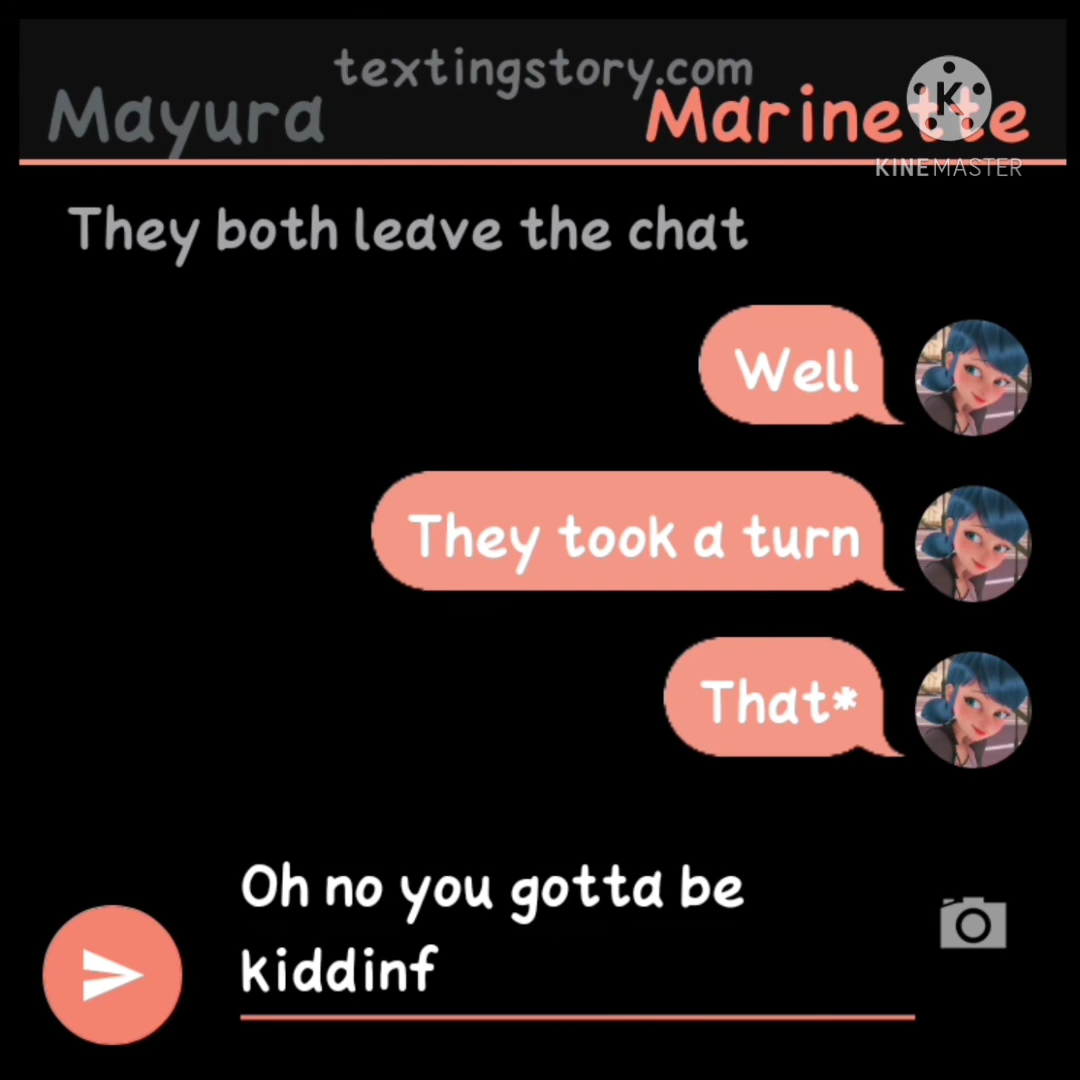 textingstory.com
Mayura
Marinette
K
KINEMASTER
They both leave the chat
Well
They took a turn
That*
Oh no you gotta be
kiddinf